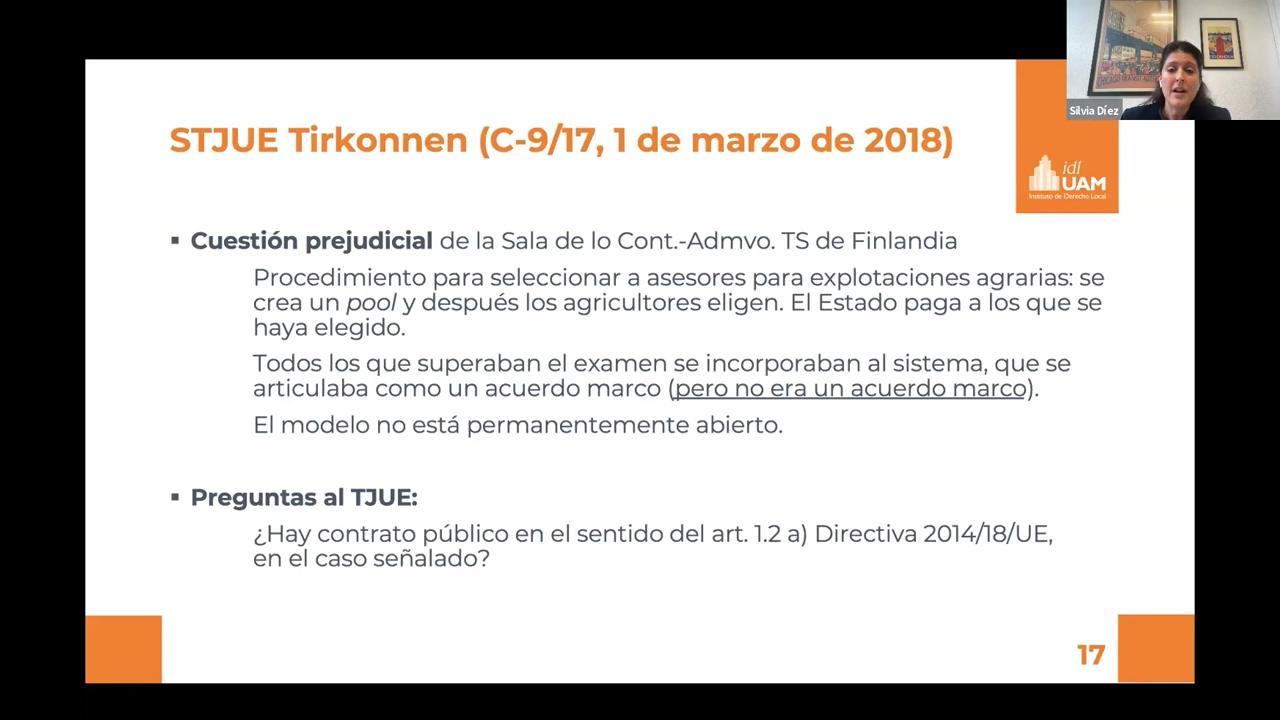 Silvia Díez
STJUE Tirkonnen (C-9/17, 1 de marzo de 2018)
idl
UAM
Instituto de Derecho Local
▪ Cuestión prejudicial de la Sala de lo Cont.-Admvo. TS de Finlandia
Procedimiento para seleccionar a asesores para explotaciones agrarias: se
crea un pool y después los agricultores eligen. El Estado paga a los que se
haya elegido.
Todos los que superaban el examen se incorporaban al sistema, que se
articulaba como un acuerdo marco (pero no era un acuerdo marco).
El modelo no está permanentemente abierto.
▪ Preguntas al TJUE:
¿Hay contrato público en el sentido del art. 1.2 a) Directiva 2014/18/UE,
en el caso señalado?
17